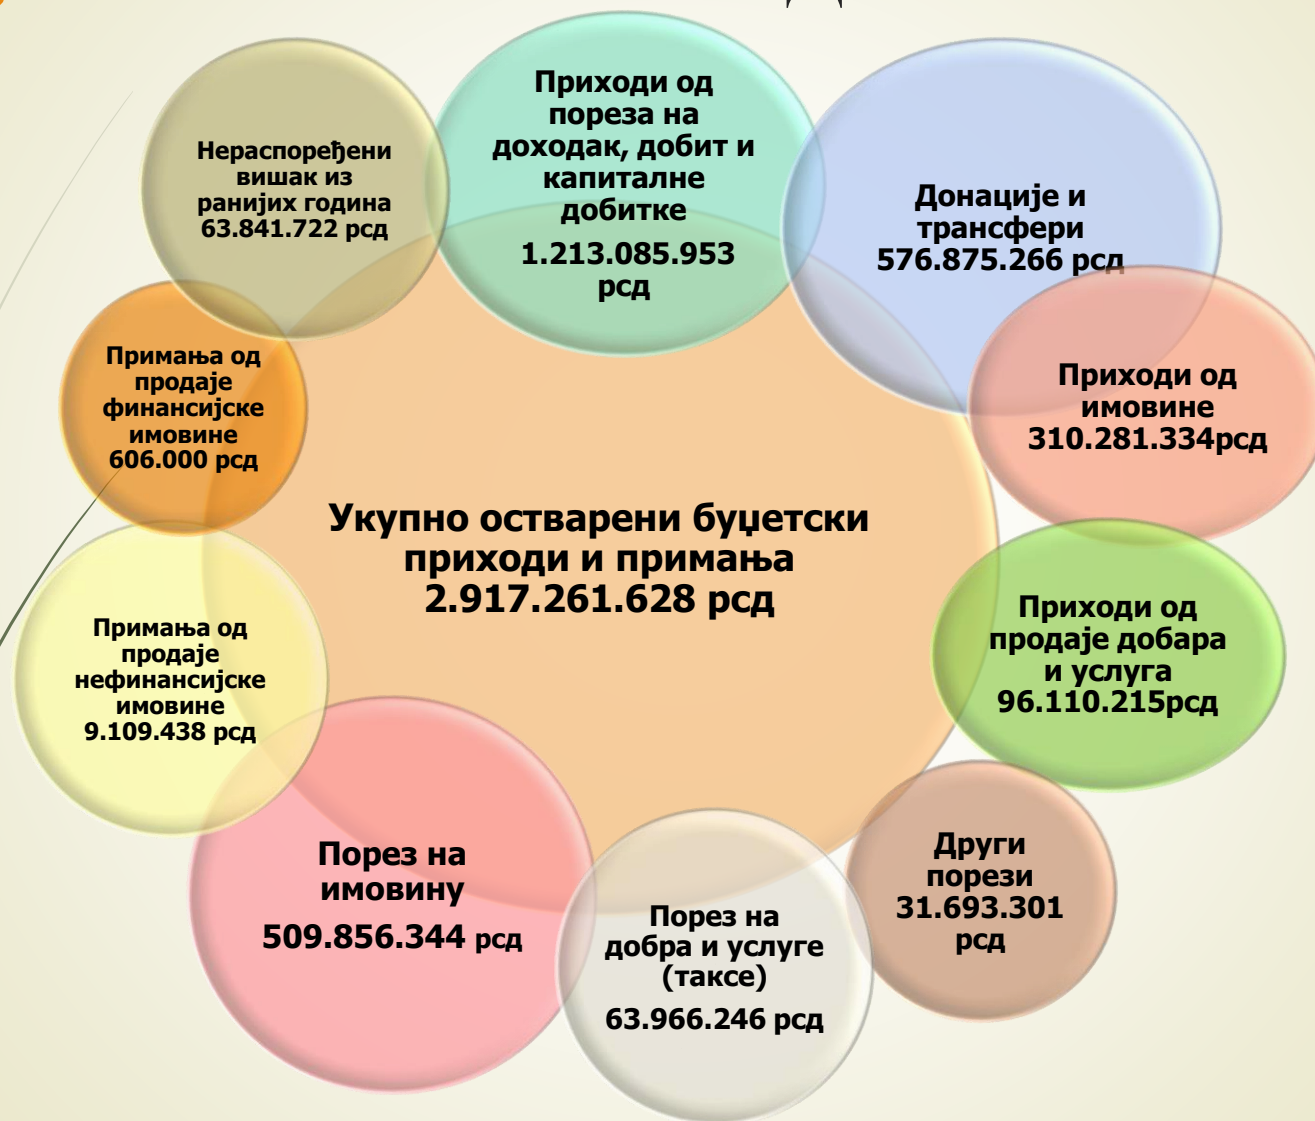 Приходи од
пореза на
доходак, добит и
капиталне
добитке
1.213.085.953
рсд
Донације и
трансфери
576.875.266 рсд
Приходи од
имовине
310.281.334рсд
Приходи од
продаје добара
и услуга
96.110.215рсд
Други
порези
31.693.301
рсд
Порез на
добра и услуге
(таксе)
63.966.246 рсд
Порез на
имовину
509.856.344 рсд
Примања од
продаје
нефинансијске
имовине
9.109.438 рсд
Примања од
продаје
финансијске
имовине
606.000 рсд
Нераспоређени
вишак из
ранијих година
63.841.722 рсд
Укупно остварени буџетски
приходи и примања
2.917.261.628 рсд